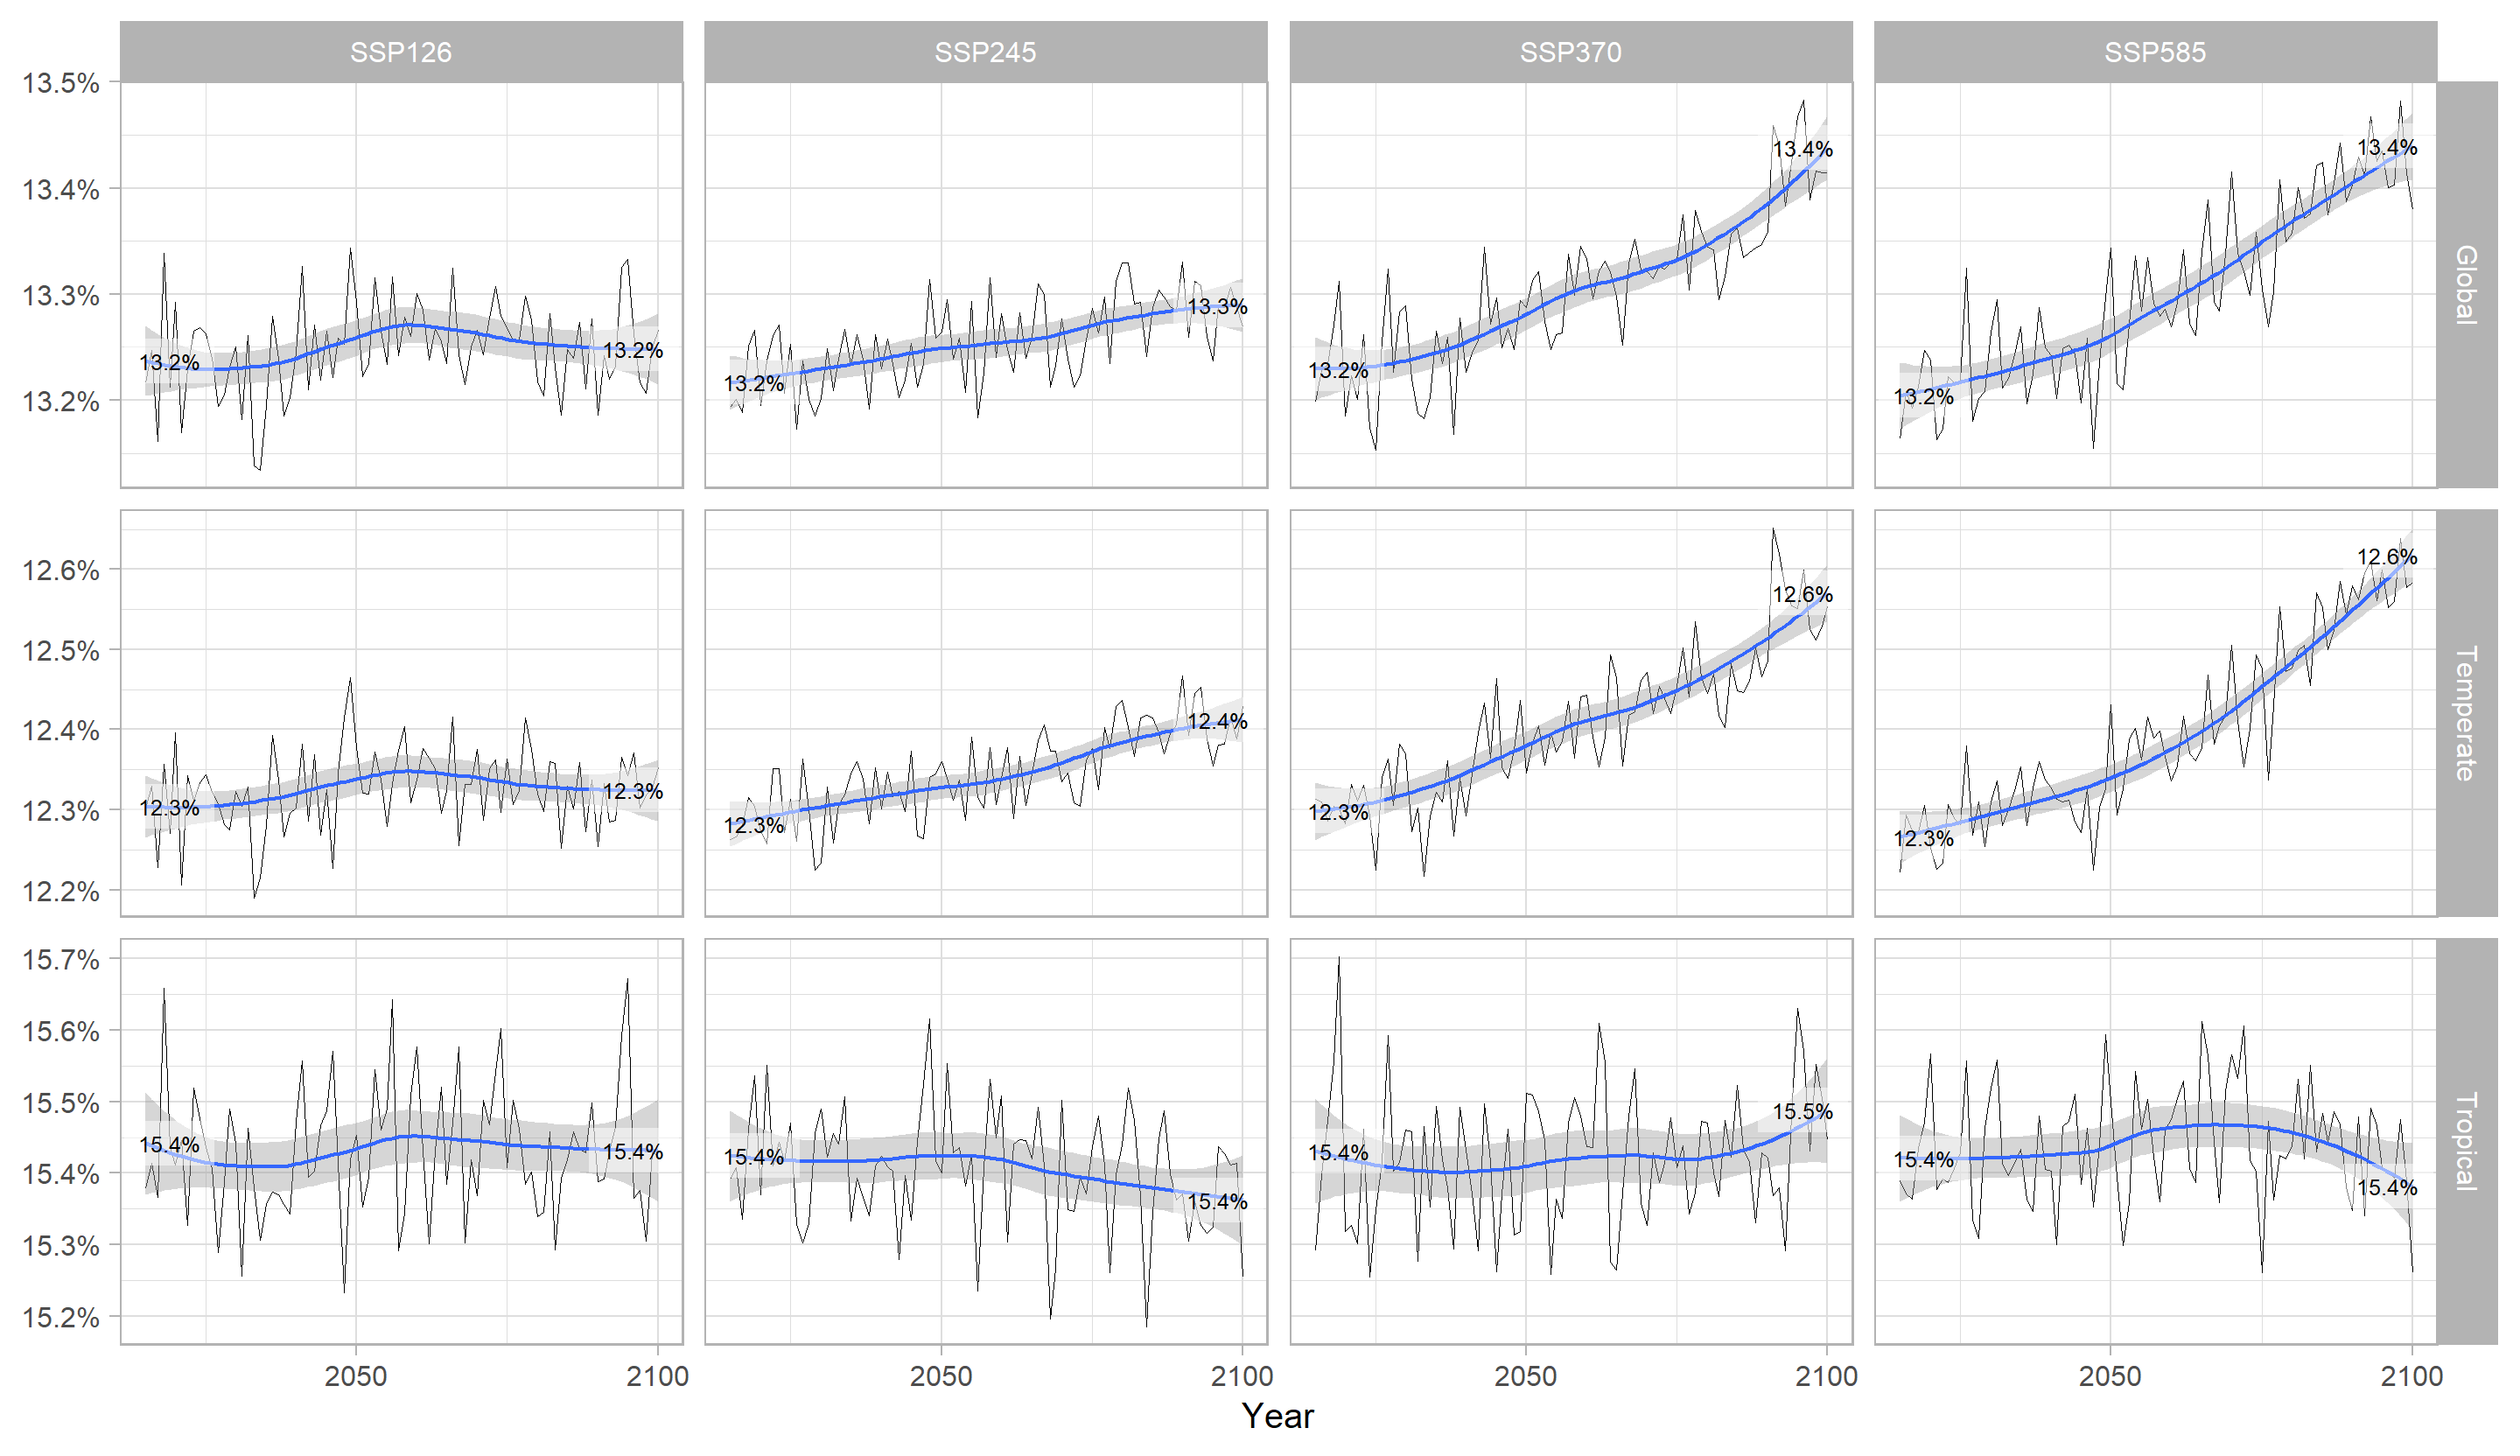 SSP126 SSP245 SSP370 SSP585
13.5%
13.4%
13.3%
13.2%
13.2% 13.2% 13.2% 13.3% 13.2% 13.4% 13.2% 13.4%
Global
12.6%
12.5%
12.4%
12.3%
12.2%
12.3% 12.3% 12.3% 12.4% 12.3% 12.6% 12.3% 12.6%
Temperate
15.7%
15.6%
15.5%
15.4%
15.3%
15.2%
15.4% 15.4% 15.4% 15.4% 15.4% 15.5% 15.4% 15.4%
Tropical
2050 2100 2050 2100 2050 2100 2050 2100
Year